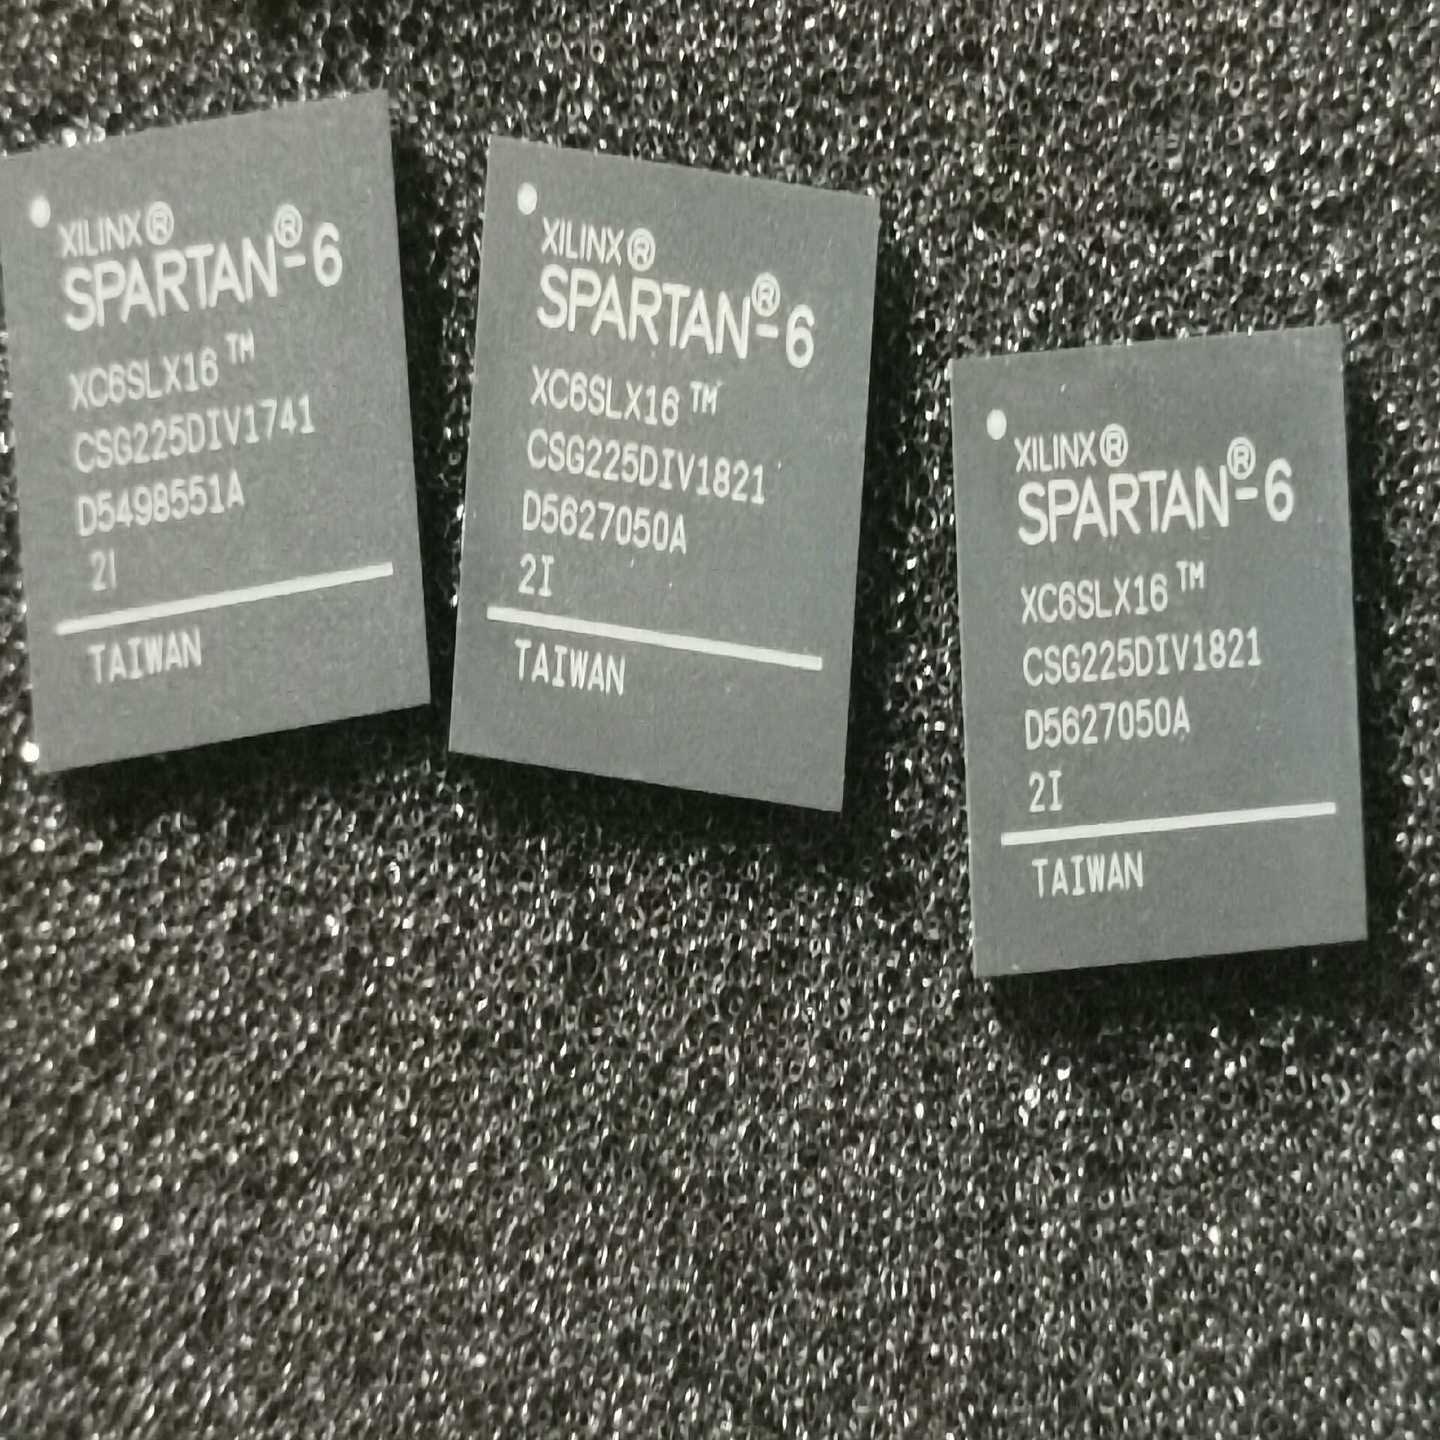 XILINX®
SPARTAN®-6
XC6SLX16™
CSG225DIV1741
D5498551A
2I
TAIWAN
XILINX®
SPARTAN®-6
XC6SLX16™
CSG225DIV1821
D5627050A
2I
TAIWAN
XILINX®
SPARTAN®-6
XC6SLX16™
CSG225DIV1821
D5627050A
2I
TAIWAN